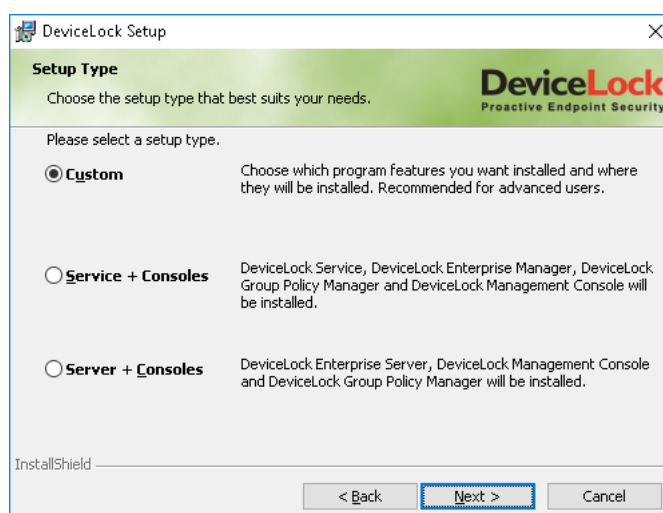 DeviceLock Setup
Setup Type
Choose the setup type that best suits your needs.
DeviceLock
Proactive Endpoint Security
Please select a setup type.
Custom
Choose which program features you want installed and where
they will be installed. Recommended for advanced users.
Service + Consoles
DeviceLock Service, DeviceLock Enterprise Manager, DeviceLock
Group Policy Manager and DeviceLock Management Console will
be installed.
Server + Consoles
DeviceLock Enterprise Server, DeviceLock Management Console
and DeviceLock Group Policy Manager will be installed.
InstallShield
< Back
Next >
Cancel